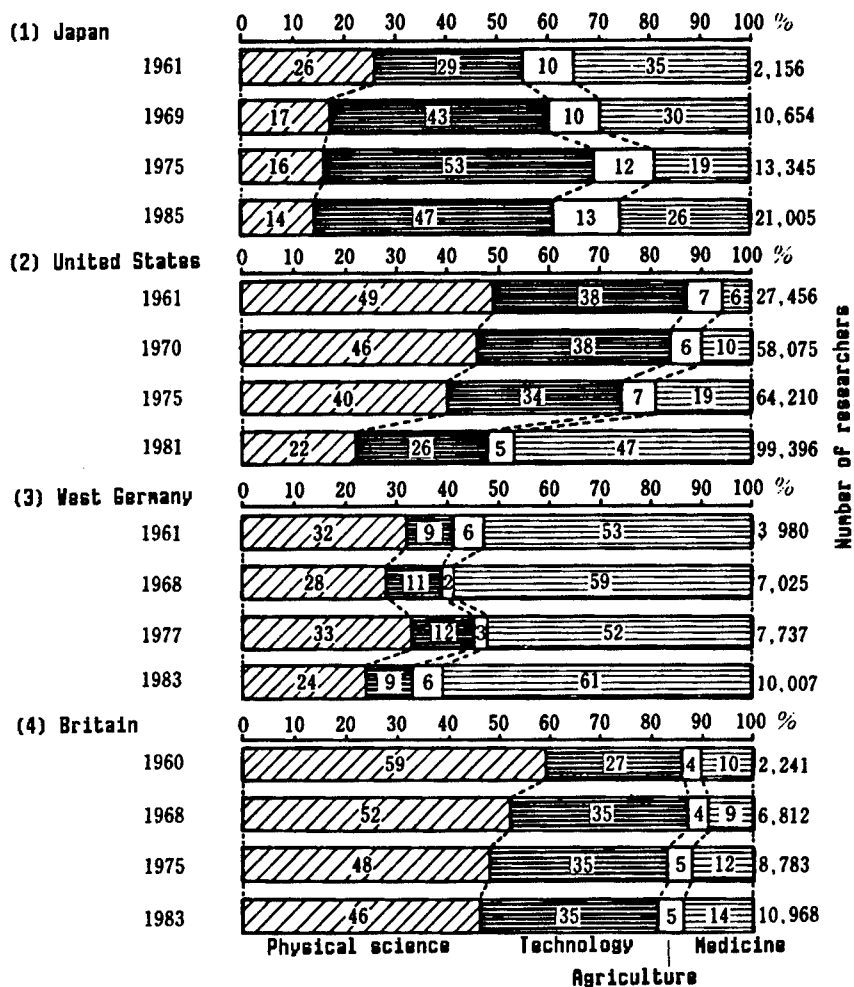 0 10 20 30 40 50 60 70 80 90 100 %
(1) Japan
1961 26 29 10 35 2,156
1969 17 43 10 30 10,654
1975 16 53 12 19 13,345
1985 14 47 13 26 21,005
0 10 20 30 40 50 60 70 80 90 100 %
(2) United States
1961 49 38 7 6 27,456
1970 46 38 6 10 58,075
1975 40 34 7 19 64,210
1981 22 26 5 47 99,396
0 10 20 30 40 50 60 70 80 90 100 %
(3) West Germany
1961 32 9 6 53 3 980
1968 28 11 2 59 7,025
1977 33 12 3 52 7,737
1983 24 9 6 61 10,007
0 10 20 30 40 50 60 70 80 90 100 %
(4) Britain
1960 59 27 4 10 2,241
1968 52 35 4 9 6,812
1975 48 35 5 12 8,783
1983 46 35 5 14 10,968
Physical science Technology Medicine
Agriculture
Number of researchers